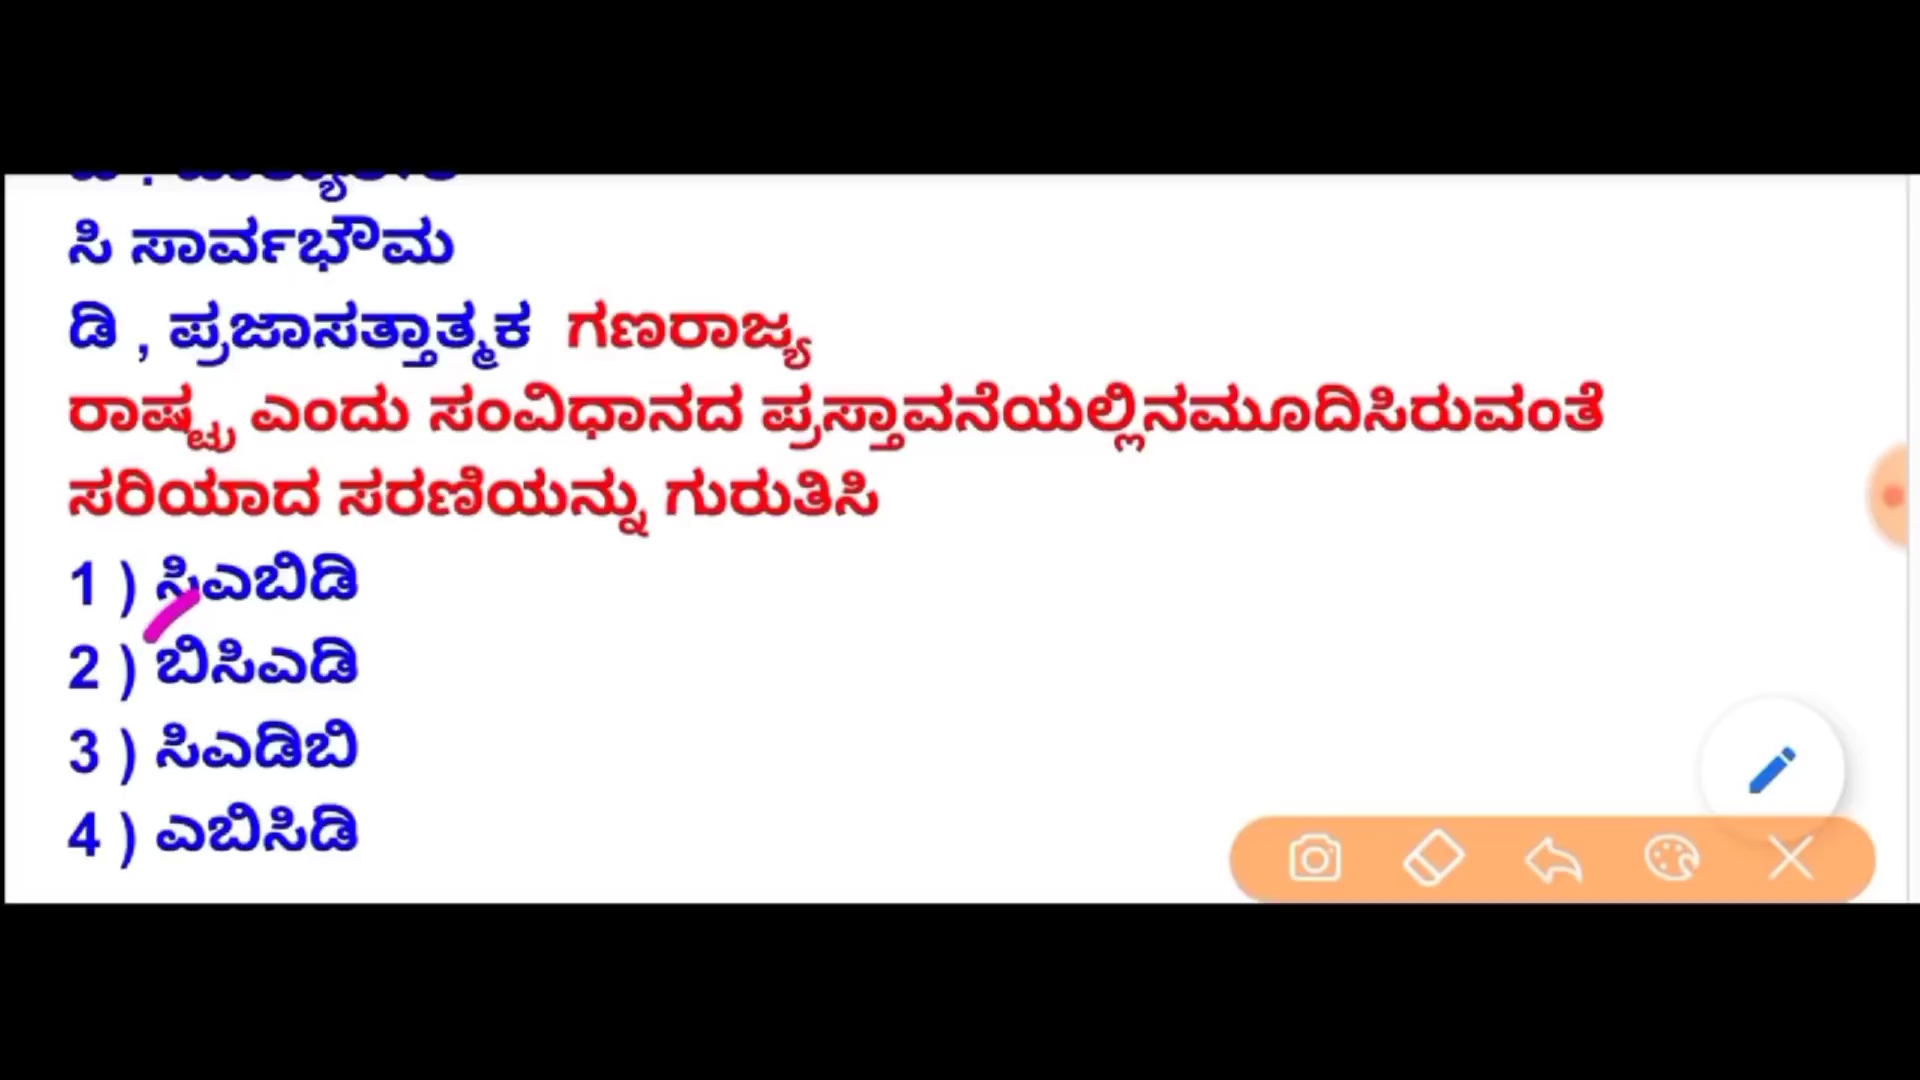 ಸಿ ಸಾರ್ವಭೌಮ
ಡಿ , ಪ್ರಜಾಸತ್ತಾತ್ಮಕ ಗಣರಾಜ್ಯ
ರಾಷ್ಟ್ರ ಎಂದು ಸಂವಿಧಾನದ ಪ್ರಸ್ತಾವನೆಯಲ್ಲಿನಮೂದಿಸಿರುವಂತೆ
ಸರಿಯಾದ ಸರಣಿಯನ್ನು ಗುರುತಿಸಿ
1 ) ಸಿಎಬಿಡಿ
2 ) ಬಿಸಿಎಡಿ
3 ) ಸಿಎಡಿಬಿ
4 ) ಎಬಿಸಿಡಿ